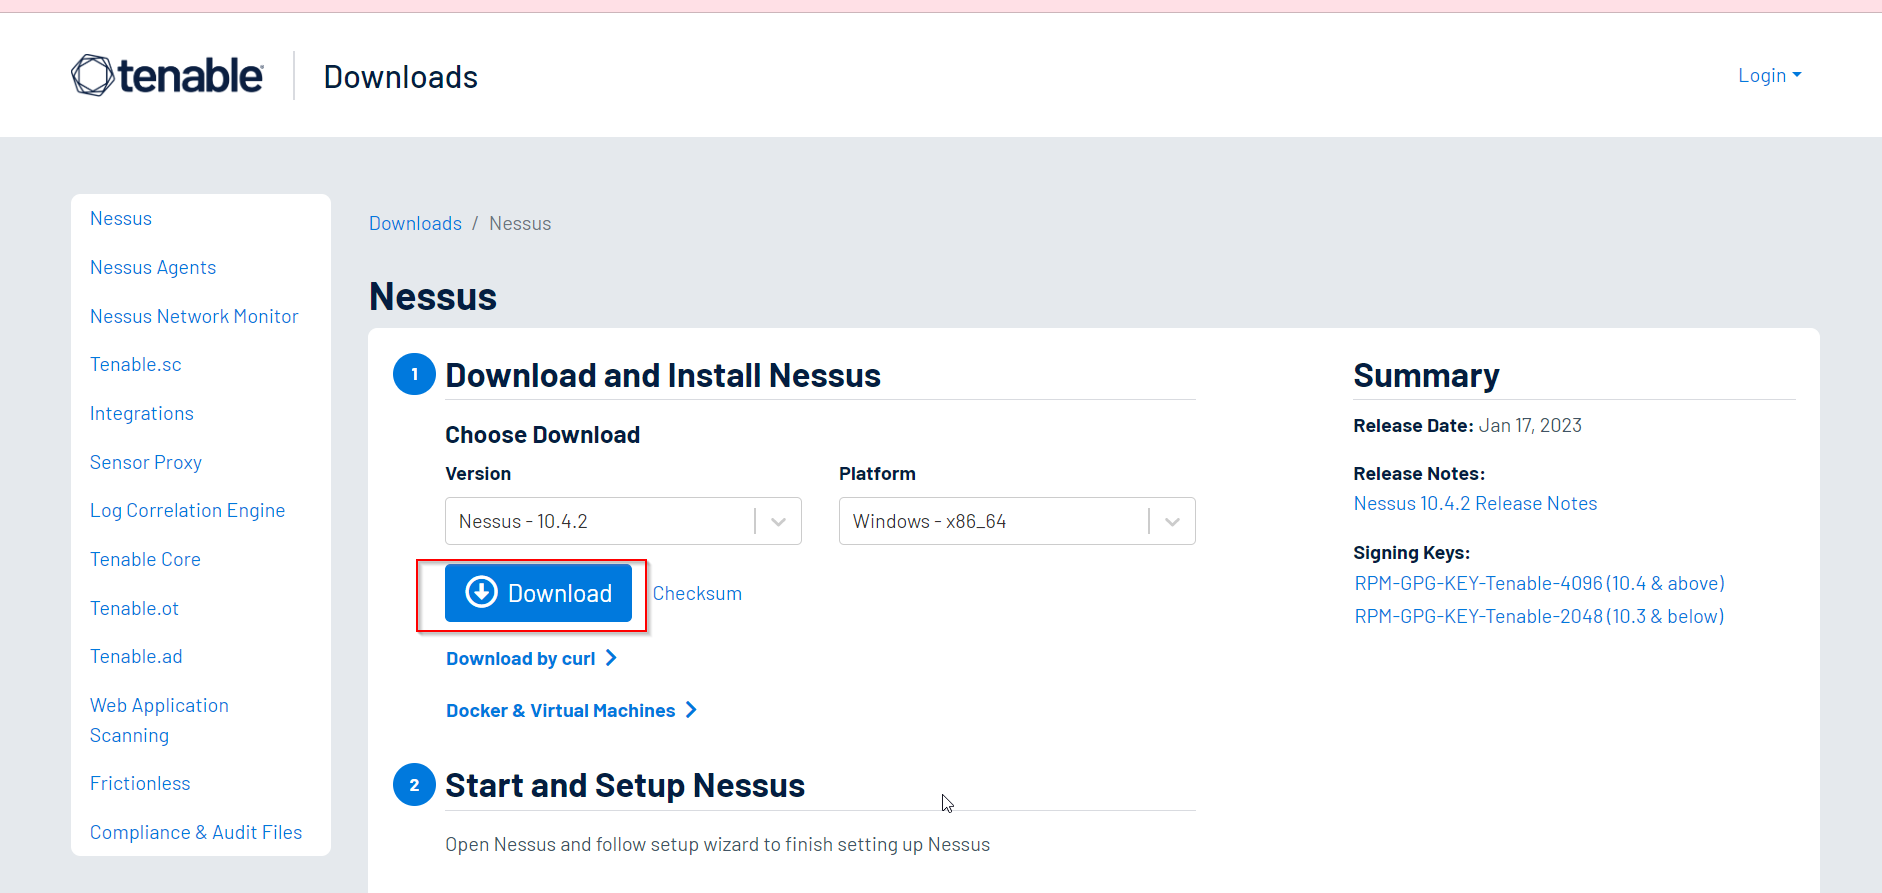 tenable
Downloads
Login
Nessus
Nessus Agents
Nessus Network Monitor
Tenable.sc
Integrations
Sensor Proxy
Log Correlation Engine
Tenable Core
Tenable.ot
Tenable.ad
Web Application
Scanning
Frictionless
Compliance & Audit Files
Downloads / Nessus
Nessus
1 Download and Install Nessus
Choose Download
Version
Platform
Nessus - 10.4.2
Windows - x86_64
Download
Checksum
Download by curl
Docker & Virtual Machines
2 Start and Setup Nessus
Open Nessus and follow setup wizard to finish setting up Nessus
Summary
Release Date: Jan 17, 2023
Release Notes:
Nessus 10.4.2 Release Notes
Signing Keys:
RPM-GPG-KEY-Tenable-4096 (10.4 & above)
RPM-GPG-KEY-Tenable-2048 (10.3 & below)